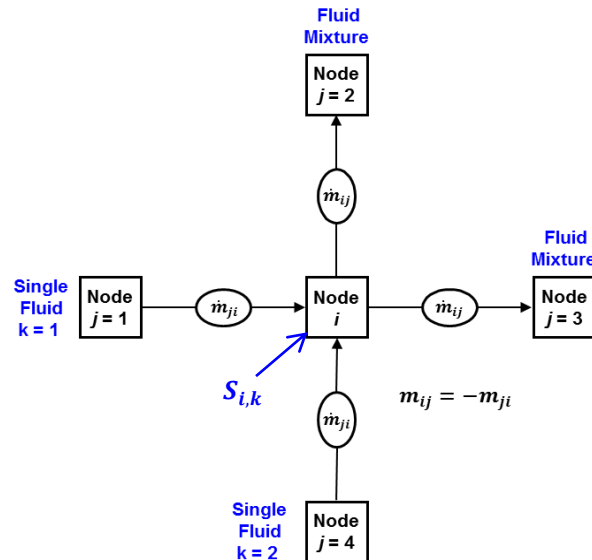 Fluid
Mixture
Node
j = 2
ṁij
Fluid
Mixture
Single
Fluid
k = 1
Node
j = 1
ṁji
Node
i
ṁij
Node
j = 3
Si,k
mij = −mji
ṁji
Single
Fluid
k = 2
Node
j = 4